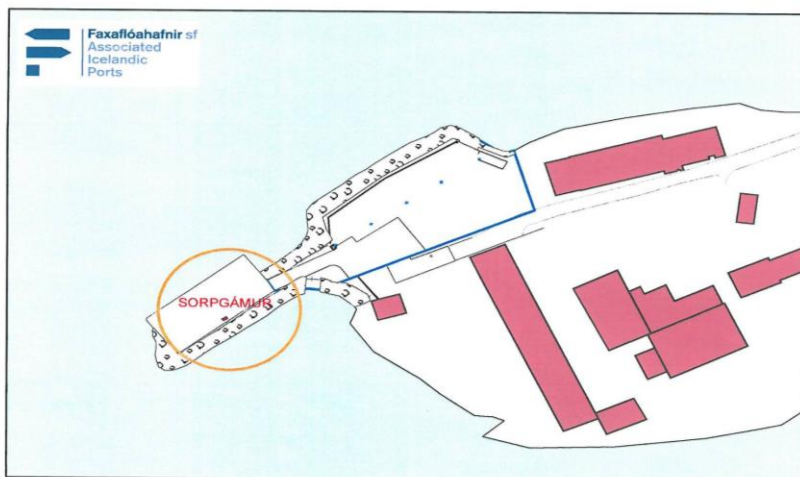 Faxaflóahafnir sf
Associated
Icelandic
Ports
SORPGÁMUR